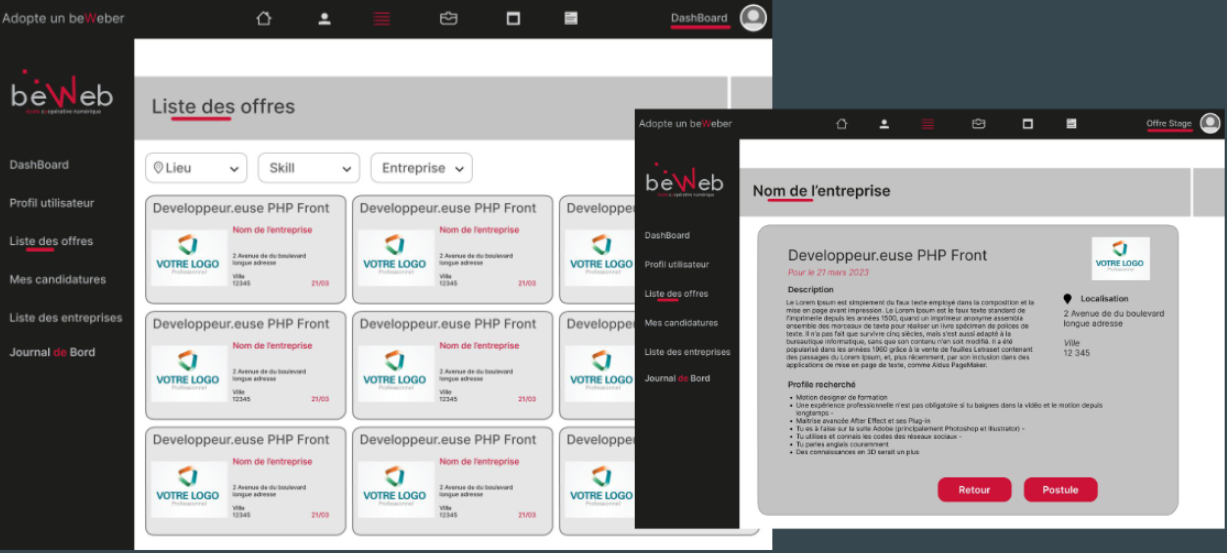 Adopte un beWeber
DashBoard
beWeb
DashBoard
Profil utilisateur
Liste des offres
Mes candidatures
Liste des entreprises
Journal de Bord
Liste des offres
Lieu
Skill
Entreprise
Developpeur.euse PHP Front
VOTRE LOGO
Professionnel
Nom de l'entreprise
2 Avenue de du boulevard
longue adresse
Ville
12345
21/03
Developpeur.euse PHP Front
VOTRE LOGO
Professionnel
Nom de l'entreprise
2 Avenue de du boulevard
longue adresse
Ville
12345
21/03
Developpe
VOTRE LOGO
Professionnel
Developpeur.euse PHP Front
VOTRE LOGO
Professionnel
Nom de l'entreprise
2 Avenue de du boulevard
longue adresse
Ville
12345
21/03
Developpeur.euse PHP Front
VOTRE LOGO
Professionnel
Nom de l'entreprise
2 Avenue de du boulevard
longue adresse
Ville
12345
21/03
Developpe
VOTRE LOGO
Professionnel
Developpeur.euse PHP Front
VOTRE LOGO
Professionnel
Nom de l'entreprise
2 Avenue de du boulevard
longue adresse
Ville
12345
21/03
Developpeur.euse PHP Front
VOTRE LOGO
Professionnel
Nom de l'entreprise
2 Avenue de du boulevard
longue adresse
Ville
12345
21/03
Developpe
VOTRE LOGO
Professionnel
Adopte un beWeber
Offre Stage
beWeb
DashBoard
Profil utilisateur
Liste des offres
Mes candidatures
Liste des entreprises
Journal de Bord
Nom de l'entreprise
Developpeur.euse PHP Front
Pour le 21 mars 2023
Description
Le Lorem Ipsum est simplement du faux texte employé dans la composition et la
mise en page avant impression. Le Lorem Ipsum est le faux texte standard de
l'imprimerie depuis les années 1500, quand un imprimeur anonyme assembla
ensemble des morceaux de texte pour réaliser un livre spécimen de polices de
texte. Il n'a pas fait que survivre cinq siècles, mais s'est aussi adapté à la
bureautique informatique, sans que son contenu n'en soit modifié. Il a été
popularisé dans les années 1960 grâce à la vente de feuilles Letraset contenant
des passages du Lorem Ipsum, et, plus récemment, par son inclusion dans des
applications de mise en page de texte, comme Aldus PageMaker.
Profile recherché
• Motion designer de formation
• Une expérience professionnelle n'est pas obligatoire si tu baignes dans la vidéo et le motion depuis
longtemps -
• Maîtrise avancée After Effect et ses Plug-in
• Tu es à l'aise sur la suite Adobe (principalement Photoshop et Illustrator) -
• Tu utilises et connais les codes des réseaux sociaux -
• Tu parles anglais couramment
• Des connaissances en 3D serait un plus
VOTRE LOGO
Professionnel
Localisation
2 Avenue de du boulevard
longue adresse
Ville
12 345
Retour
Postule